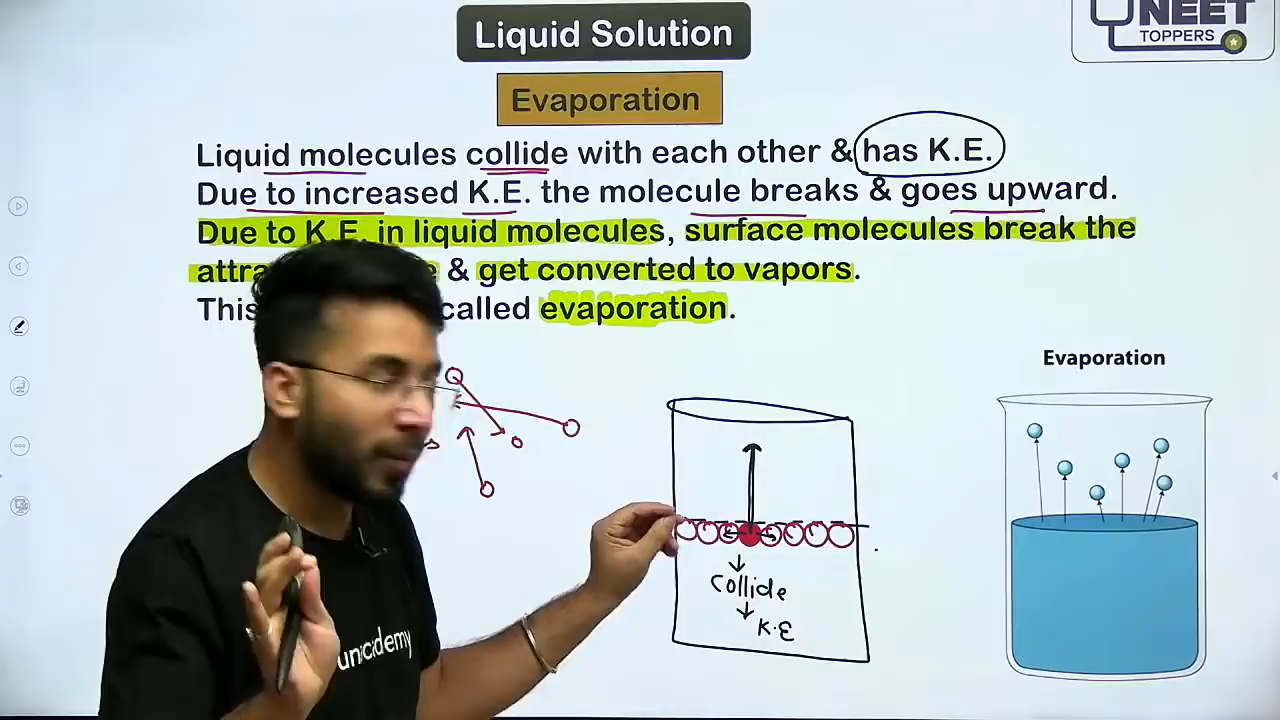 NEET
TOPPERS
Liquid Solution
Evaporation
Liquid molecules collide with each other & has K.E.
Due to increased K.E. the molecule breaks & goes upward.
Due to K.E. in liquid molecules, surface molecules break the
& get converted to vapors.
This called evaporation.
Evaporation
Collide
K.E
unacademy